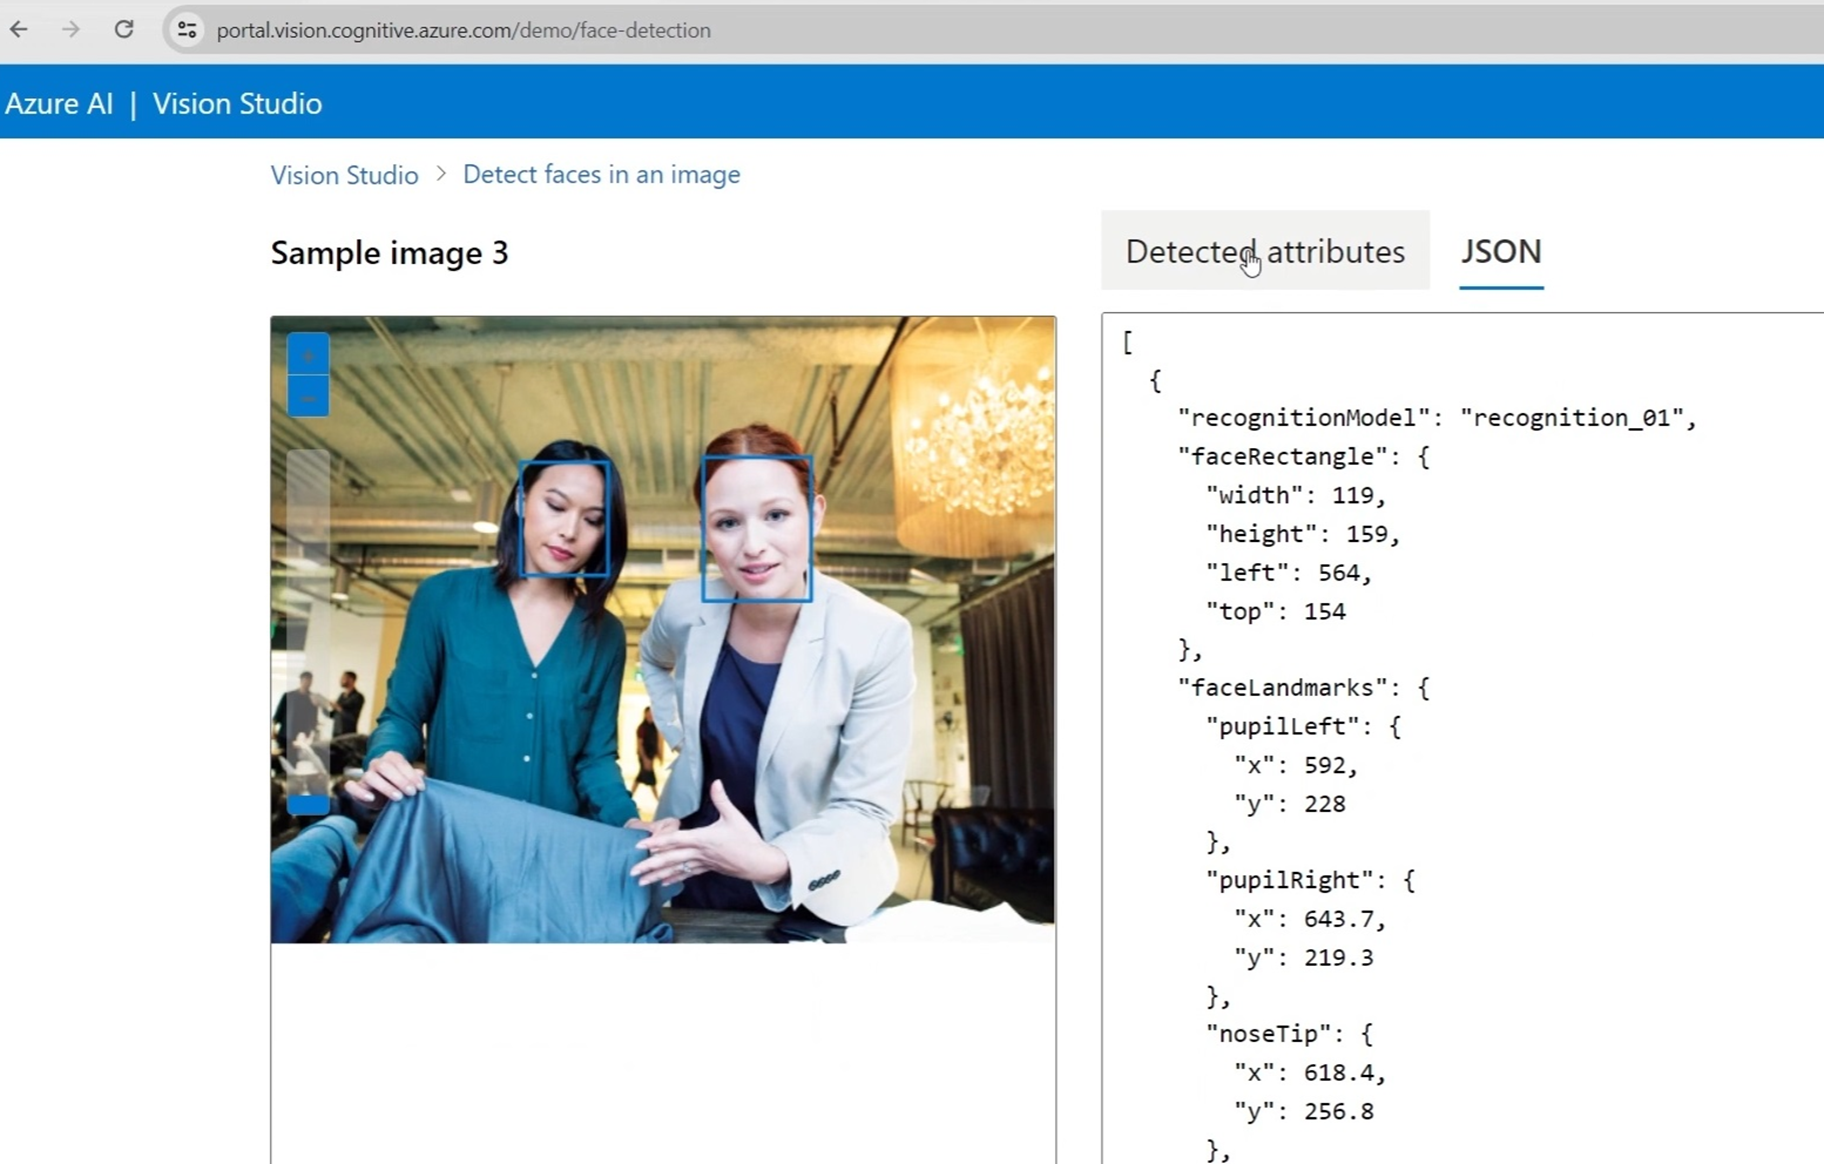 portal.vision.cognitive.azure.com/demo/face-detection
Azure AI | Vision Studio
Vision Studio > Detect faces in an image
Sample image 3
Detected attributes
JSON
+
−
[
{
"recognitionModel": "recognition_01",
"faceRectangle": {
"width": 119,
"height": 159,
"left": 564,
"top": 154
},
"faceLandmarks": {
"pupilLeft": {
"x": 592,
"y": 228
},
"pupilRight": {
"x": 643.7,
"y": 219.3
},
"noseTip": {
"x": 618.4,
"y": 256.8
},